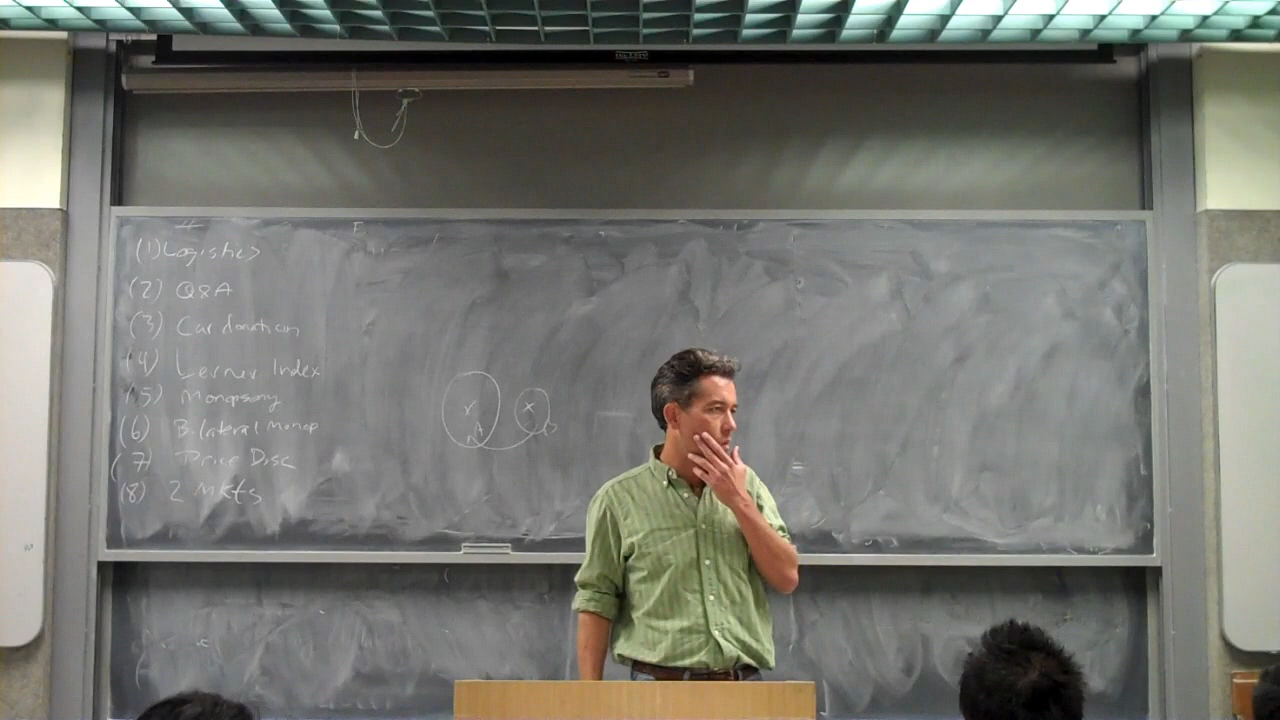 (1) Logistics
(2) Q&A
(3) Car donation
(4) Lerner Index
(5) Monopsony
(6) Bilateral Monop
(7) Price Disc
(8) 2 Mkts